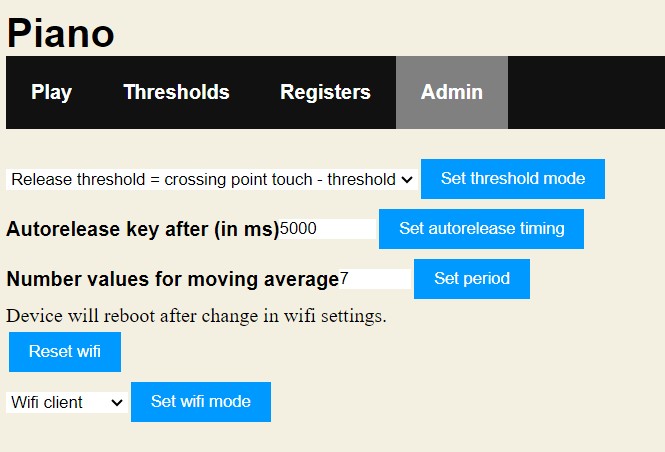 Piano
Play Thresholds Registers Admin
Release threshold = crossing point touch - threshold Set threshold mode
Autorelease key after (in ms) 5000 Set autorelease timing
Number values for moving average 7 Set period
Device will reboot after change in wifi settings.
Reset wifi
Wifi client Set wifi mode